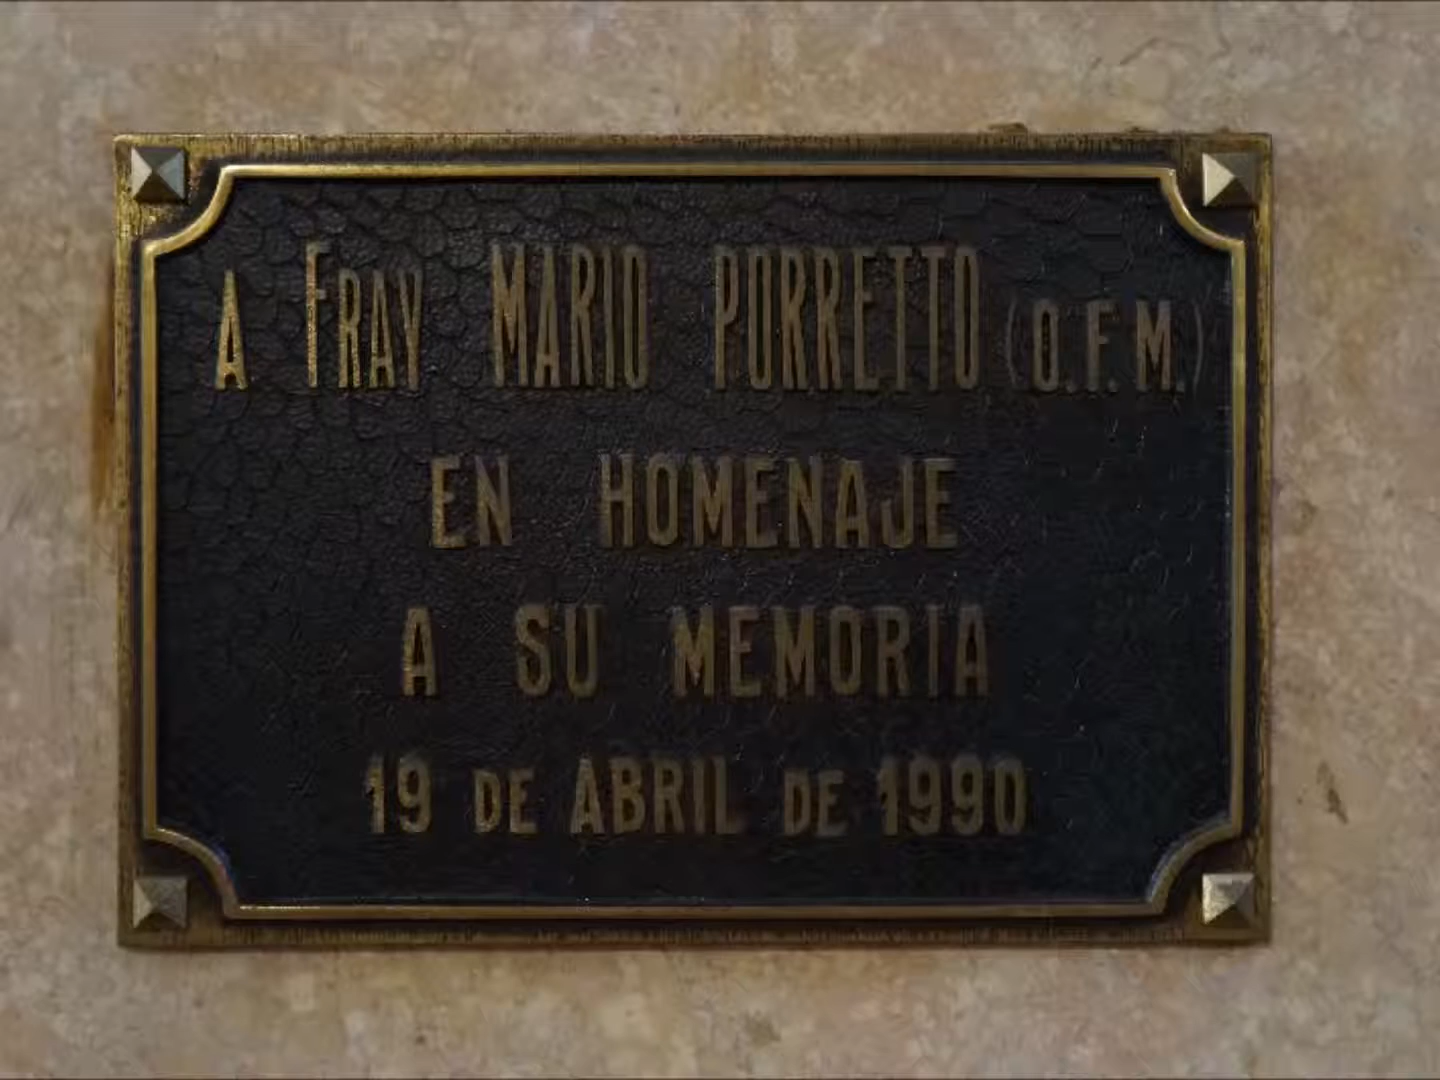 A FRAY MARIO PORRETTO (O.F.M.)
EN HOMENAJE
A SU MEMORIA
19 DE ABRIL DE 1990